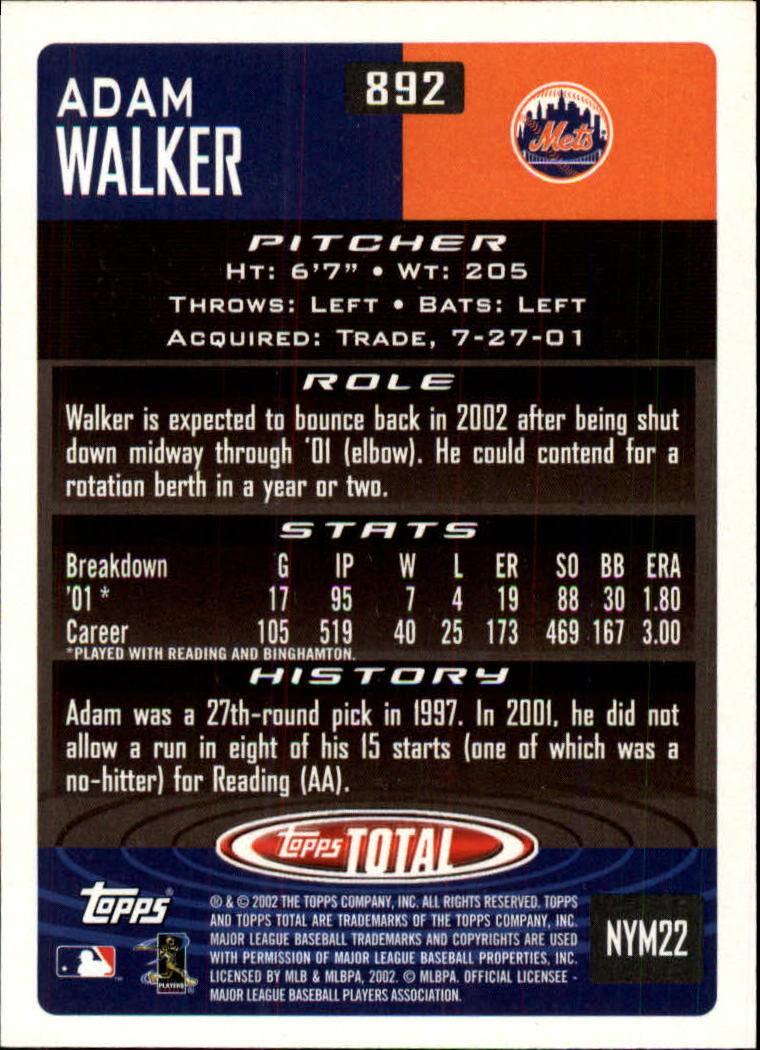 ADAM
WALKER
892
Mets
PITCHER
HT: 6'7" • WT: 205
THROWS: LEFT • BATS: LEFT
ACQUIRED: TRADE, 7-27-01
ROLE
Walker is expected to bounce back in 2002 after being shut
down midway through '01 (elbow). He could contend for a
rotation berth in a year or two.
STATS
Breakdown G IP W L ER SO BB ERA
'01 * 17 95 7 4 19 88 30 1.80
Career 105 519 40 25 173 469 167 3.00
*PLAYED WITH READING AND BINGHAMTON.
HISTORY
Adam was a 27th-round pick in 1997. In 2001, he did not
allow a run in eight of his 15 starts (one of which was a
no-hitter) for Reading (AA).
Topps TOTAL
Topps®
® & © 2002 THE TOPPS COMPANY, INC. ALL RIGHTS RESERVED. TOPPS
AND TOPPS TOTAL ARE TRADEMARKS OF THE TOPPS COMPANY, INC.
MAJOR LEAGUE BASEBALL TRADEMARKS AND COPYRIGHTS ARE USED
WITH PERMISSION OF MAJOR LEAGUE BASEBALL PROPERTIES, INC.
LICENSED BY MLB & MLBPA, 2002. © MLBPA. OFFICIAL LICENSEE -
MAJOR LEAGUE BASEBALL PLAYERS ASSOCIATION.
PLAYERS
NYM22